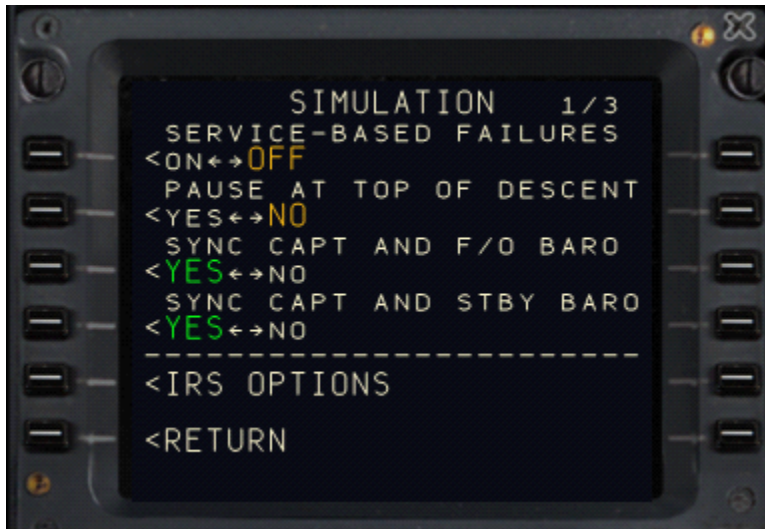 SIMULATION 1/3
SERVICE-BASED FAILURES
<ON←→OFF
PAUSE AT TOP OF DESCENT
<YES←→NO
SYNC CAPT AND F/O BARO
<YES←→NO
SYNC CAPT AND STBY BARO
<YES←→NO
--------------------------
<IRS OPTIONS
<RETURN